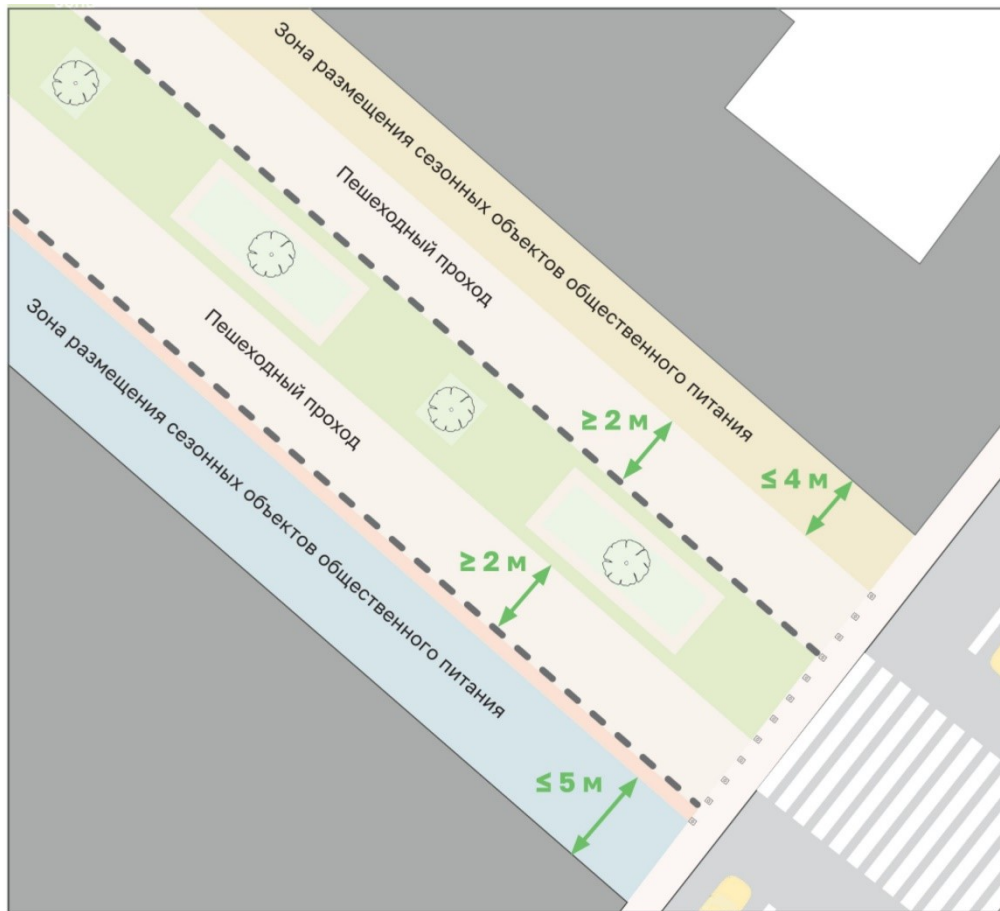 Зона размещения сезонных объектов общественного питания
Пешеходный проход
Пешеходный проход
Зона размещения сезонных объектов общественного питания
≥ 2 м
≤ 4 м
≥ 2 м
≤ 5 м